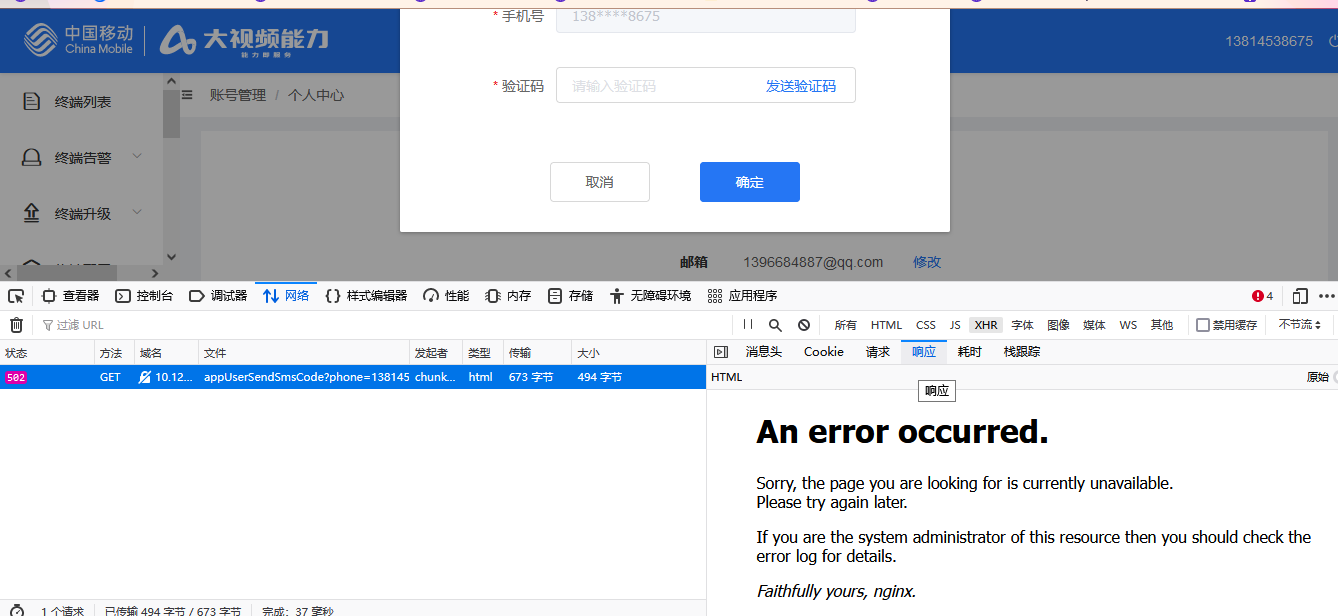 * 手机号 138****8675
中国移动
China Mobile
大视频能力
能力即服务
13814538675
* 验证码 请输入验证码 发送验证码
终端列表
账号管理 / 个人中心
终端告警
取消 确定
终端升级
邮箱 1396684887@qq.com 修改
查看器 控制台 调试器 网络 样式编辑器 性能 内存 存储 无障碍环境 应用程序 4
过滤 URL 所有 HTML CSS JS XHR 字体 图像 媒体 WS 其他 禁用缓存 不节流
状态 方法 域名 文件 发起者 类型 传输 大小 消息头 Cookie 请求 响应 耗时 栈跟踪
502 GET 10.12... appUserSendSmsCode?phone=138145 chunk... html 673 字节 494 字节 HTML 原始
响应
An error occurred.
Sorry, the page you are looking for is currently unavailable.
Please try again later.
If you are the system administrator of this resource then you should check the
error log for details.
Faithfully yours, nginx.
1 个请求 已传输 494 字节 / 673 字节 完成：37 毫秒